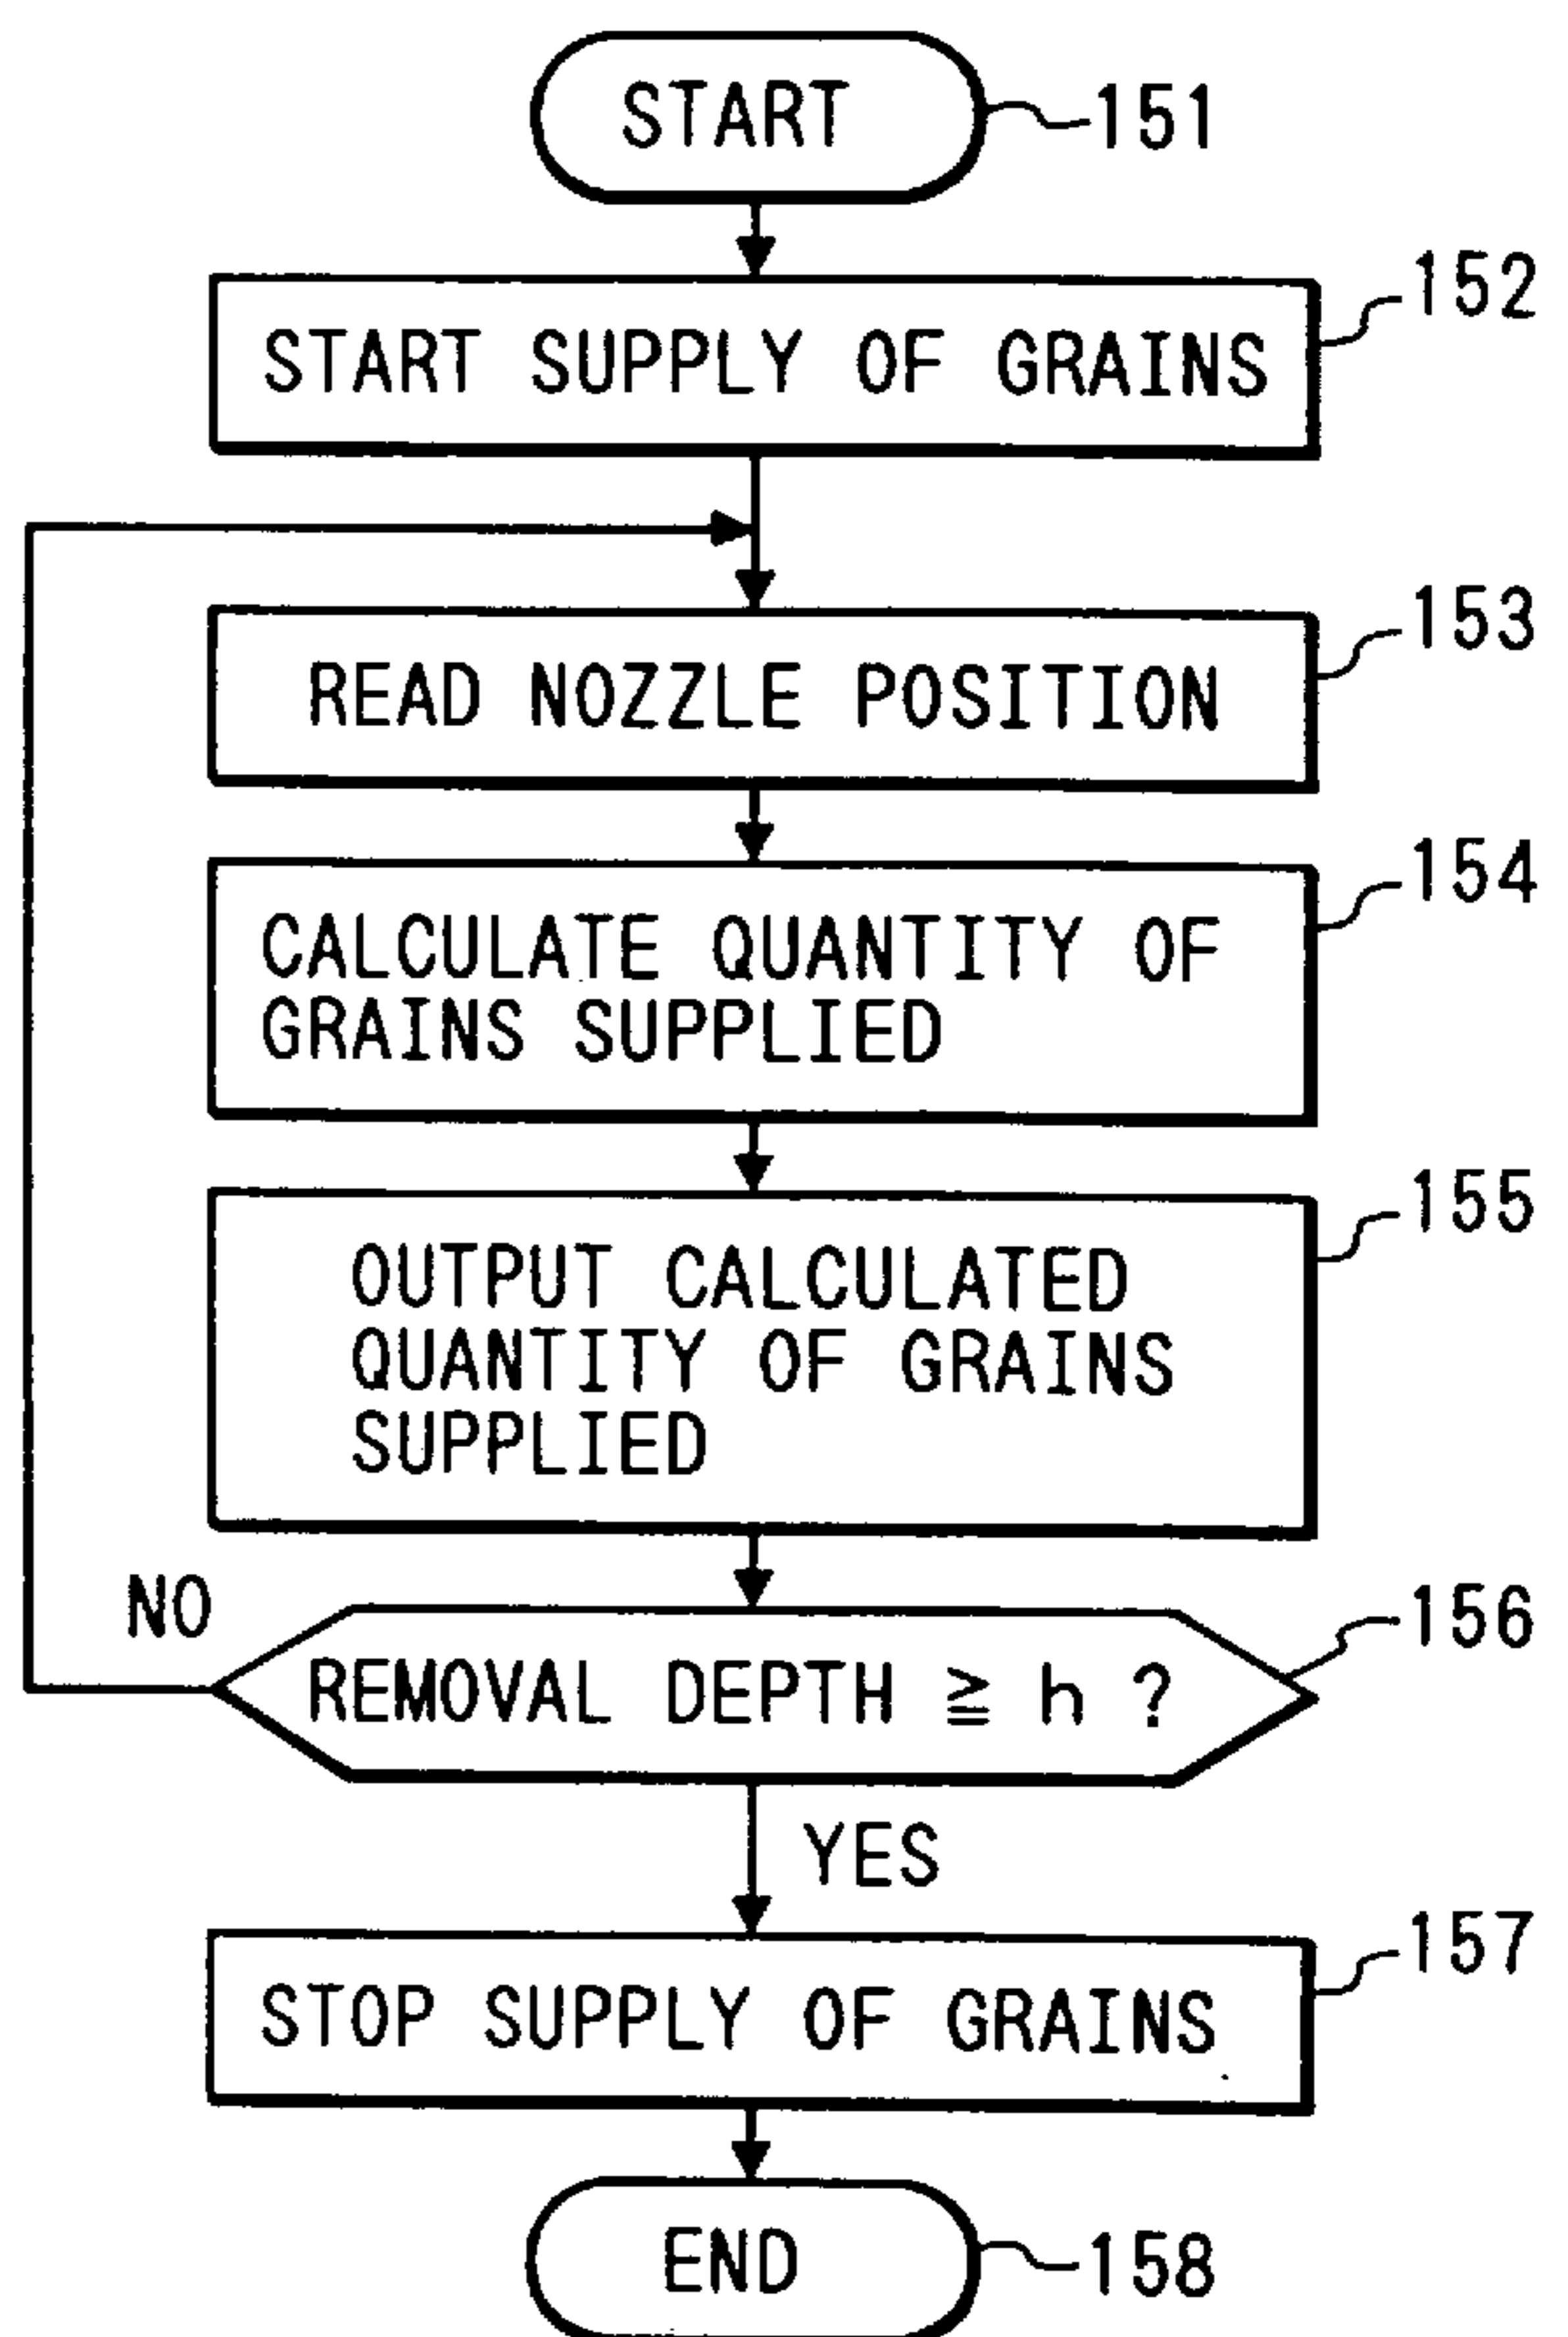 START
151
152
START SUPPLY OF GRAINS
153
READ NOZZLE POSITION
154
CALCULATE QUANTITY OF
GRAINS SUPPLIED
155
OUTPUT CALCULATED
QUANTITY OF GRAINS
SUPPLIED
NO
156
REMOVAL DEPTH ≧ h ?
YES
157
STOP SUPPLY OF GRAINS
END
158